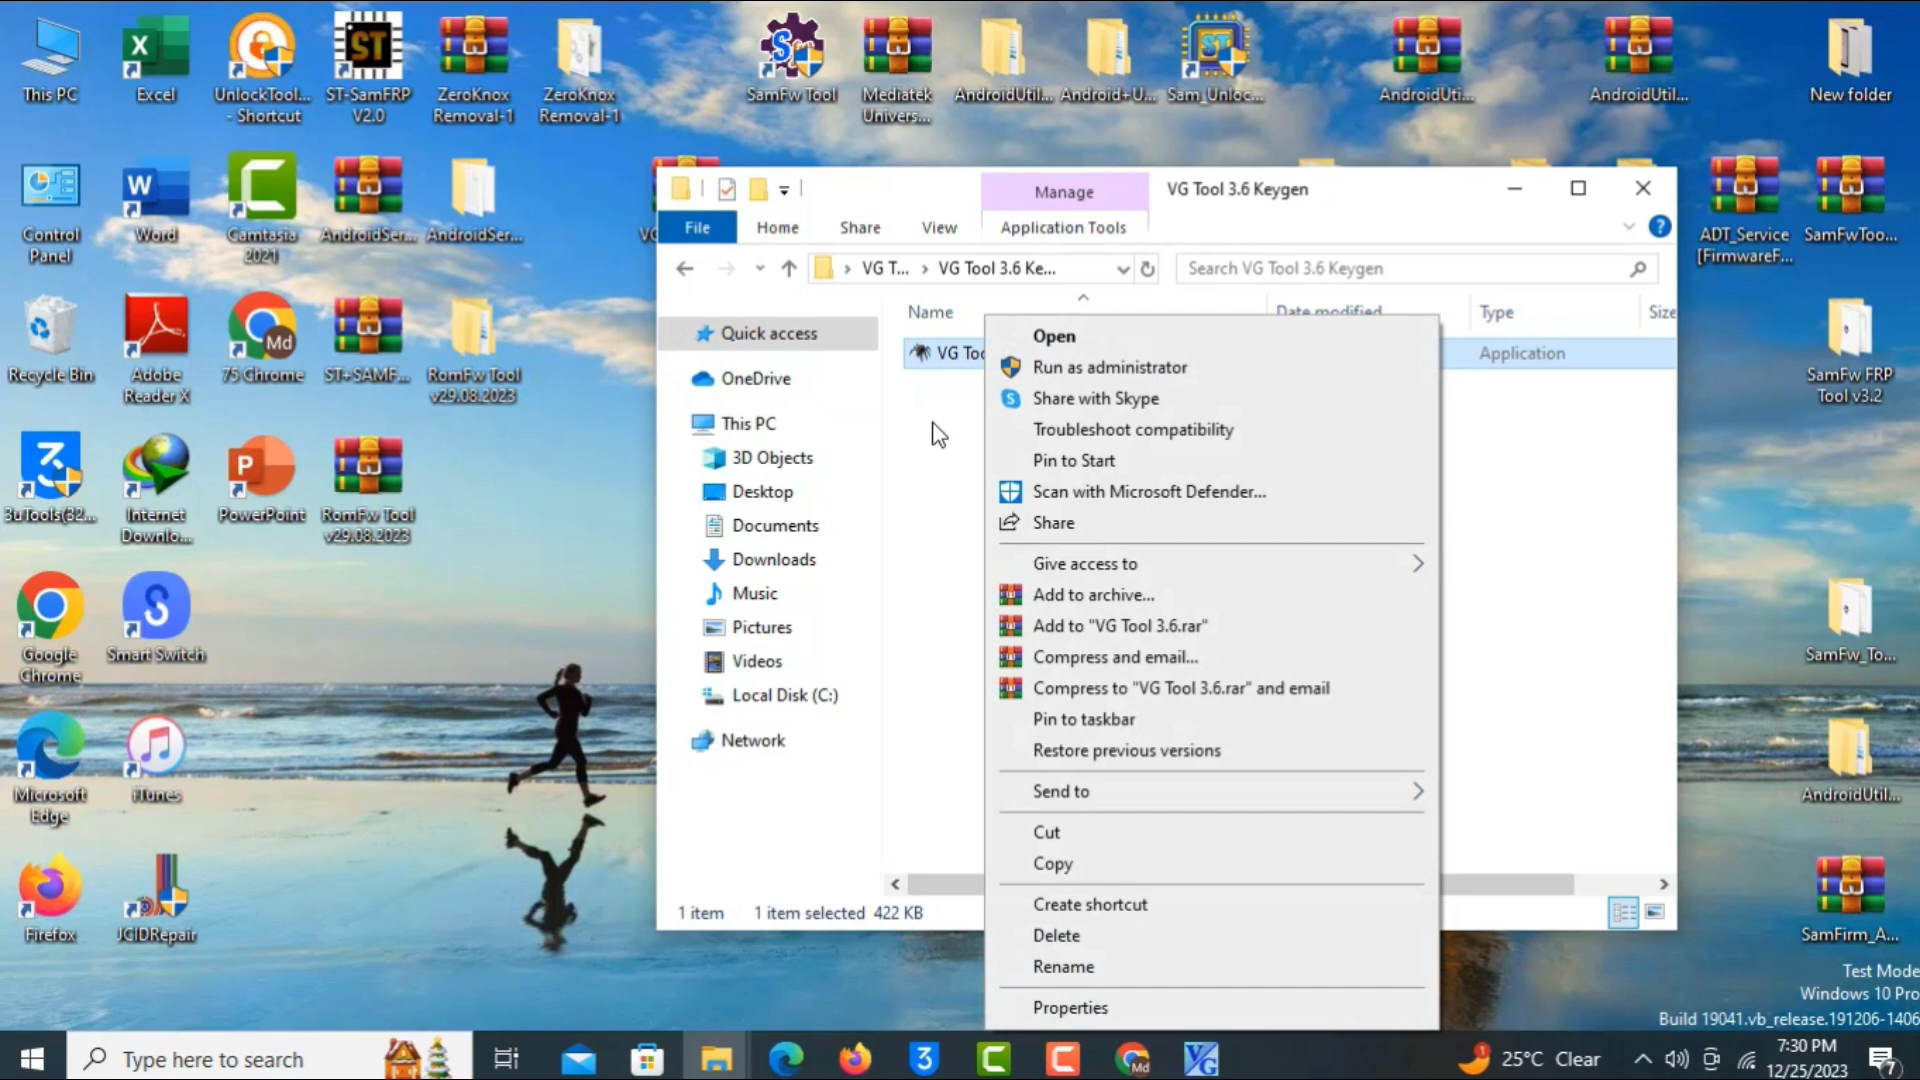 This PC
Excel
UnlockTool...
- Shortcut
ST-SamFRP
V2.0
ZeroKnox
Removal-1
ZeroKnox
Removal-1
SamFw Tool
Mediatek
Univers...
AndroidUtil...
Android+U...
Sam_Unloc...
AndroidUti...
AndroidUtil...
New folder
Control
Panel
Word
Camtasia
2021
AndroidSer...
AndroidSer...
ADT_Service
[FirmwareF...
SamFwToo...
Recycle Bin
Adobe
Reader X
75 Chrome
ST+SAMF...
RomFw Tool
v29.08.2023
SamFw FRP
Tool v3.2
3uTools(32...
Internet
Downlo...
PowerPoint
RomFw Tool
v29.08.2023
Google
Chrome
Smart Switch
SamFw_To...
Microsoft
Edge
iTunes
AndroidUtil...
Firefox
JCIDRepair
SamFirm_A...
Manage
VG Tool 3.6 Keygen
File
Home
Share
View
Application Tools
VG T...
VG Tool 3.6 Ke...
Search VG Tool 3.6 Keygen
Name
Date modified
Type
Size
VG Too
Application
Quick access
OneDrive
This PC
3D Objects
Desktop
Documents
Downloads
Music
Pictures
Videos
Local Disk (C:)
Network
1 item
1 item selected 422 KB
Open
Run as administrator
Share with Skype
Troubleshoot compatibility
Pin to Start
Scan with Microsoft Defender...
Share
Give access to
Add to archive...
Add to "VG Tool 3.6.rar"
Compress and email...
Compress to "VG Tool 3.6.rar" and email
Pin to taskbar
Restore previous versions
Send to
Cut
Copy
Create shortcut
Delete
Rename
Properties
Test Mode
Windows 10 Pro
Build 19041.vb_release.191206-1406
Type here to search
25°C Clear
7:30 PM
12/25/2023